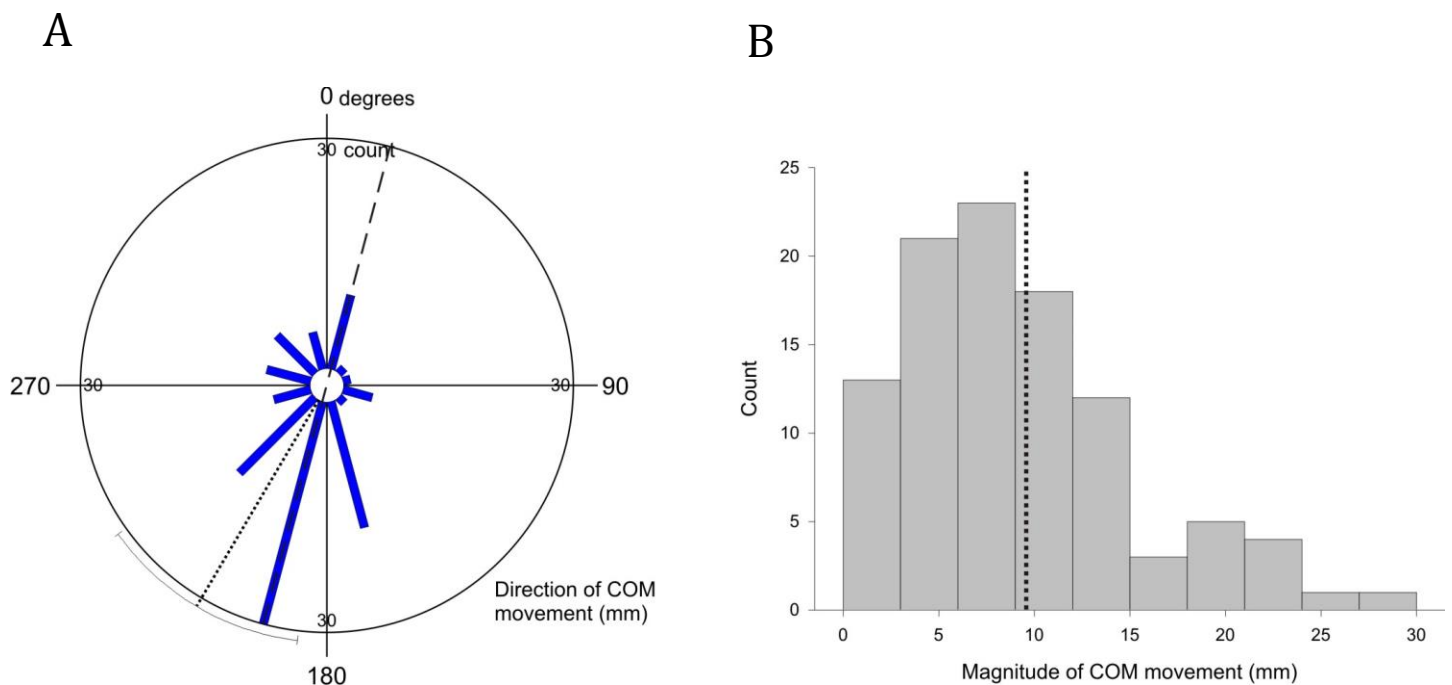 A
0 degrees
30 count
270
30
30
90
30
Direction of COM
movement (mm)
180
B
25
20
15
10
5
0
Count
0 5 10 15 20 25 30
Magnitude of COM movement (mm)